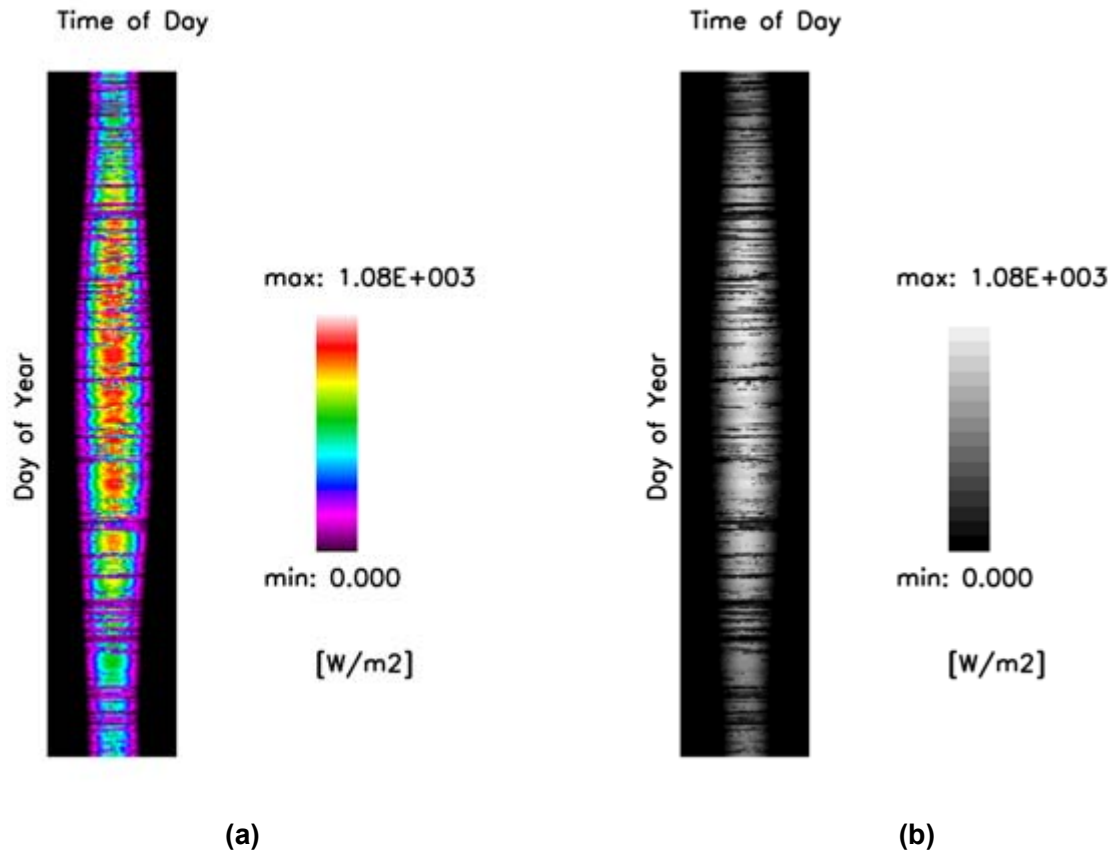 Time of Day
Day of Year
max: 1.08E+003
min: 0.000
[W/m2]
(a)
Time of Day
Day of Year
max: 1.08E+003
min: 0.000
[W/m2]
(b)